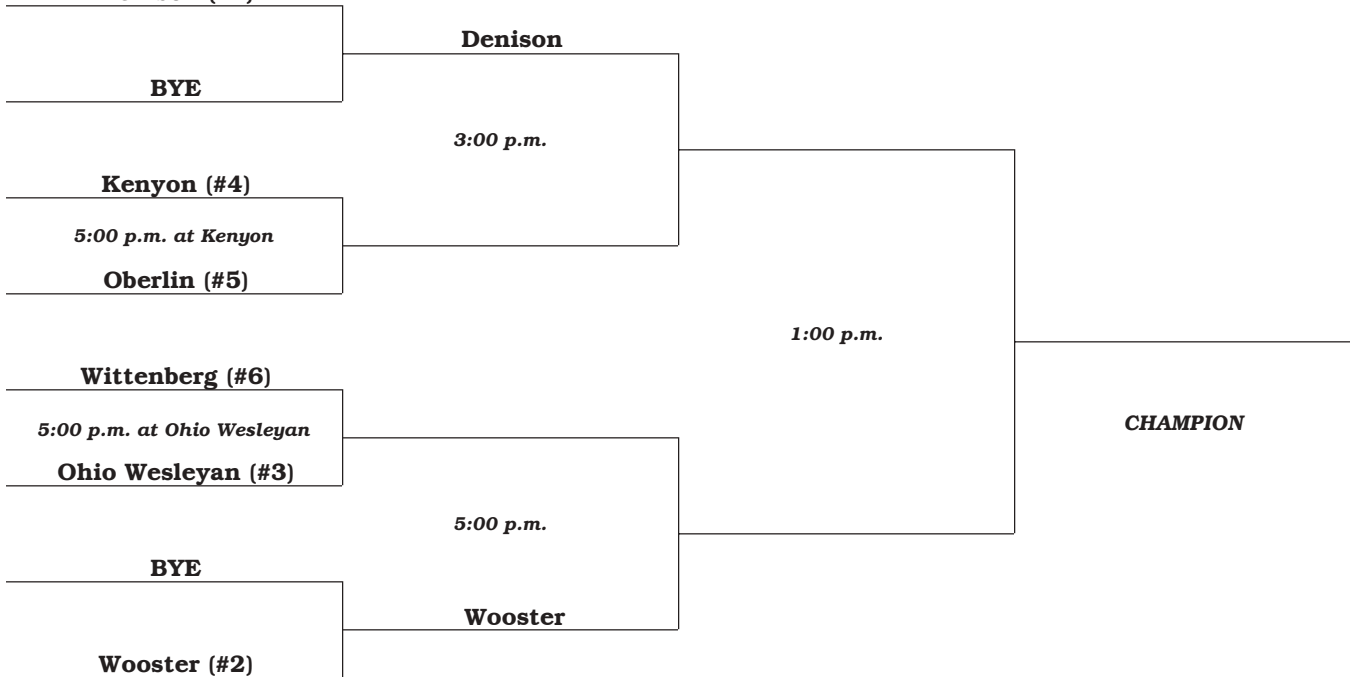 Denison
BYE
3:00 p.m.
Kenyon (#4)
5:00 p.m. at Kenyon
Oberlin (#5)
1:00 p.m.
Wittenberg (#6)
5:00 p.m. at Ohio Wesleyan
CHAMPION
Ohio Wesleyan (#3)
5:00 p.m.
BYE
Wooster
Wooster (#2)